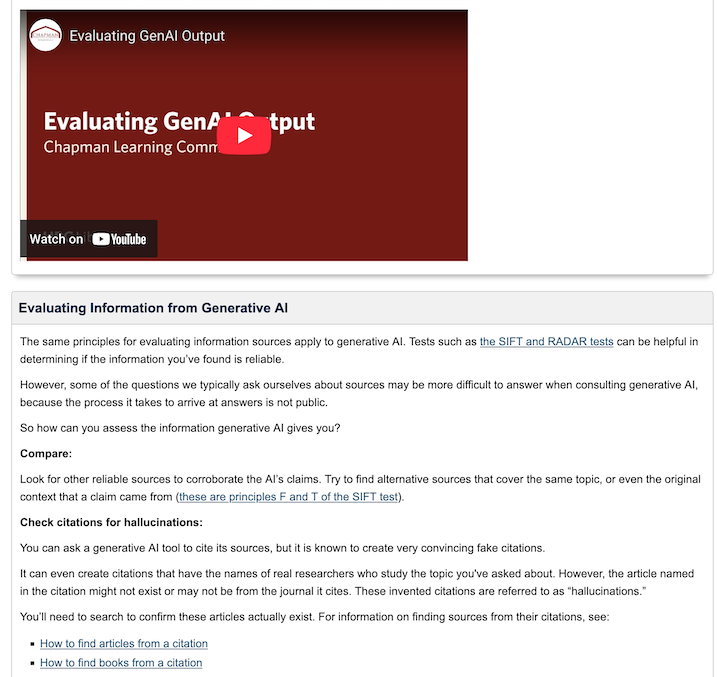 CHAPMAN
Evaluating GenAI Output
Evaluating GenA tput
Chapman Learning Comm
Watch on YouTube
Evaluating Information from Generative AI
The same principles for evaluating information sources apply to generative AI. Tests such as the SIFT and RADAR tests can be helpful in
determining if the information you've found is reliable.
However, some of the questions we typically ask ourselves about sources may be more difficult to answer when consulting generative AI,
because the process it takes to arrive at answers is not public.
So how can you assess the information generative AI gives you?
Compare:
Look for other reliable sources to corroborate the AI's claims. Try to find alternative sources that cover the same topic, or even the original
context that a claim came from (these are principles F and T of the SIFT test).
Check citations for hallucinations:
You can ask a generative AI tool to cite its sources, but it is known to create very convincing fake citations.
It can even create citations that have the names of real researchers who study the topic you've asked about. However, the article named
in the citation might not exist or may not be from the journal it cites. These invented citations are referred to as “hallucinations.”
You’ll need to search to confirm these articles actually exist. For information on finding sources from their citations, see:
▪ How to find articles from a citation
▪ How to find books from a citation